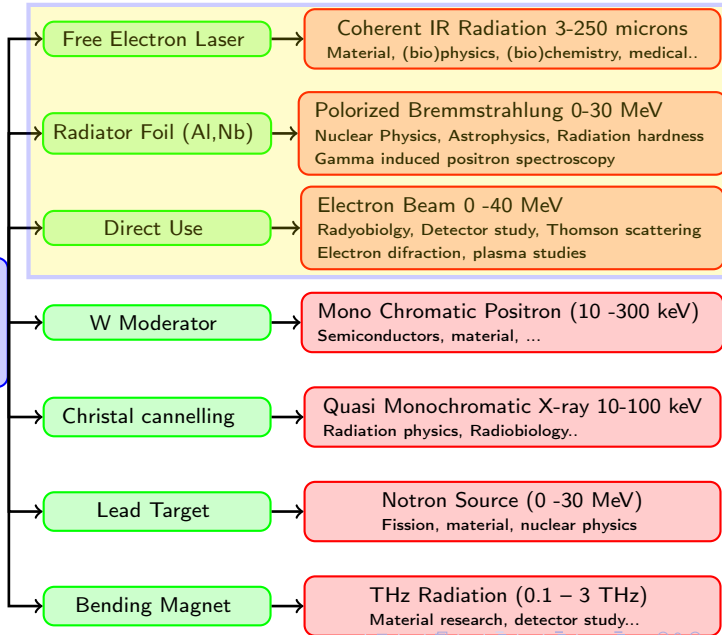 Free Electron Laser
Coherent IR Radiation 3-250 microns
Material, (bio)physics, (bio)chemistry, medical..
Radiator Foil (Al,Nb)
Polorized Bremmstrahlung 0-30 MeV
Nuclear Physics, Astrophysics, Radiation hardness
Gamma induced positron spectroscopy
Direct Use
Electron Beam 0 -40 MeV
Radyobiolgy, Detector study, Thomson scattering
Electron difraction, plasma studies
W Moderator
Mono Chromatic Positron (10 -300 keV)
Semiconductors, material, ...
Christal cannelling
Quasi Monochromatic X-ray 10-100 keV
Radiation physics, Radiobiology..
Lead Target
Notron Source (0 -30 MeV)
Fission, material, nuclear physics
Bending Magnet
THz Radiation (0.1 – 3 THz)
Material research, detector study...